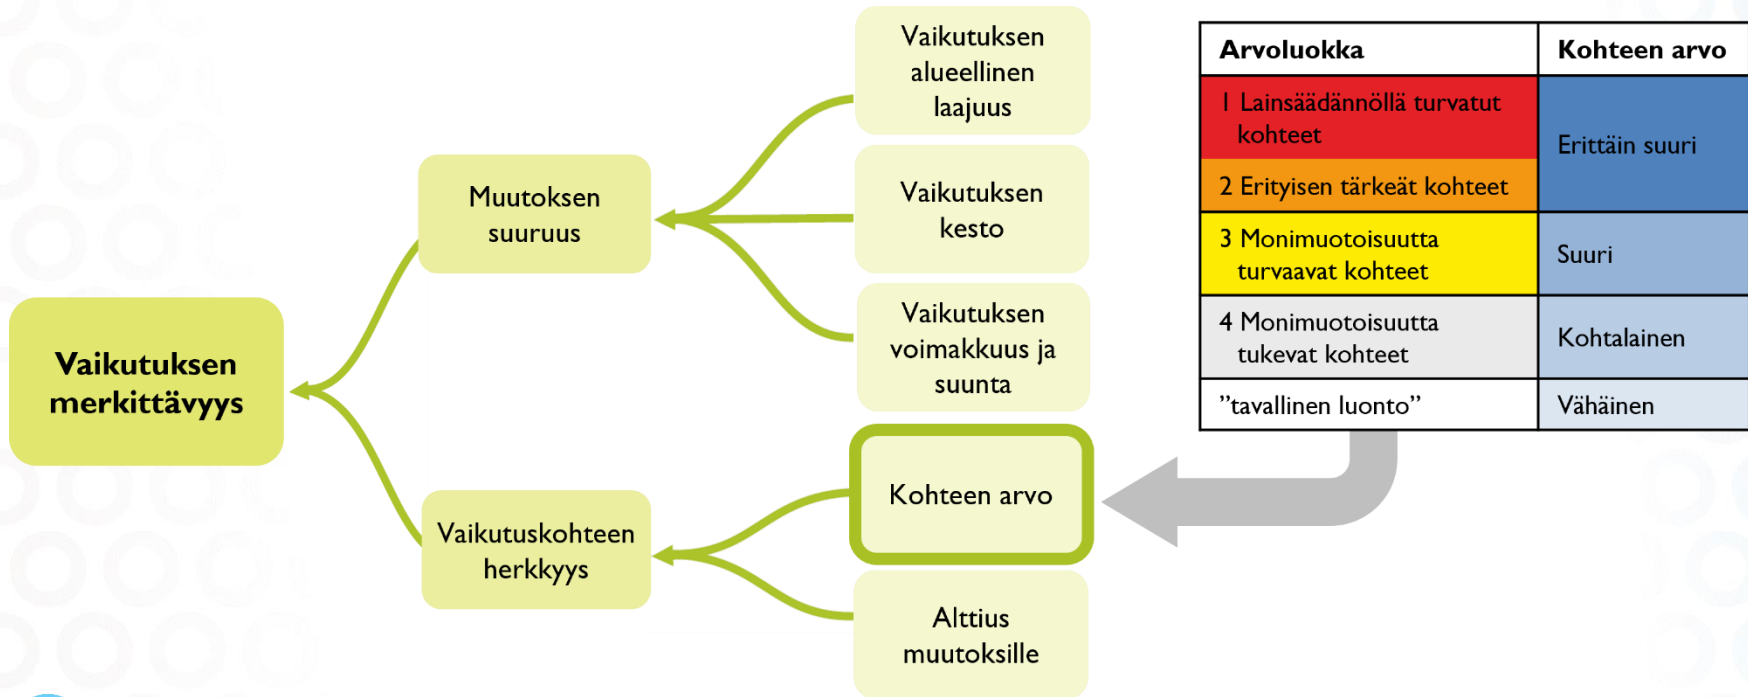 Vaikutuksen
merkittävyys
Muutoksen
suuruus
Vaikutuskohteen
herkkyys
Vaikutuksen
alueellinen
laajuus
Vaikutuksen
kesto
Vaikutuksen
voimakkuus ja
suunta
Kohteen arvo
Alttius
muutoksille
Arvoluokka
Kohteen arvo
1 Lainsäädännöllä turvatut
kohteet
Erittäin suuri
2 Erityisen tärkeät kohteet
3 Monimuotoisuutta
turvaavat kohteet
Suuri
4 Monimuotoisuutta
tukevat kohteet
Kohtalainen
”tavallinen luonto”
Vähäinen